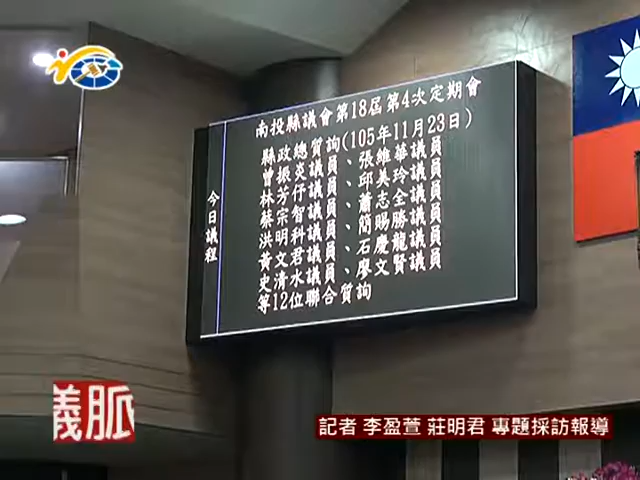 南投縣議會第18屆第4次定期會
縣政總質詢(105年11月23日)
曾振炎議員、張維華議員
林芳伃議員、邱美玲議員
蔡宗智議員、蕭志全議員
洪明科議員、簡賜勝議員
黃文君議員、石慶龍議員
史清水議員、廖文賢議員
等12位聯合質詢
今日議程
義脈
記者 李盈萱 莊明君 專題採訪報導